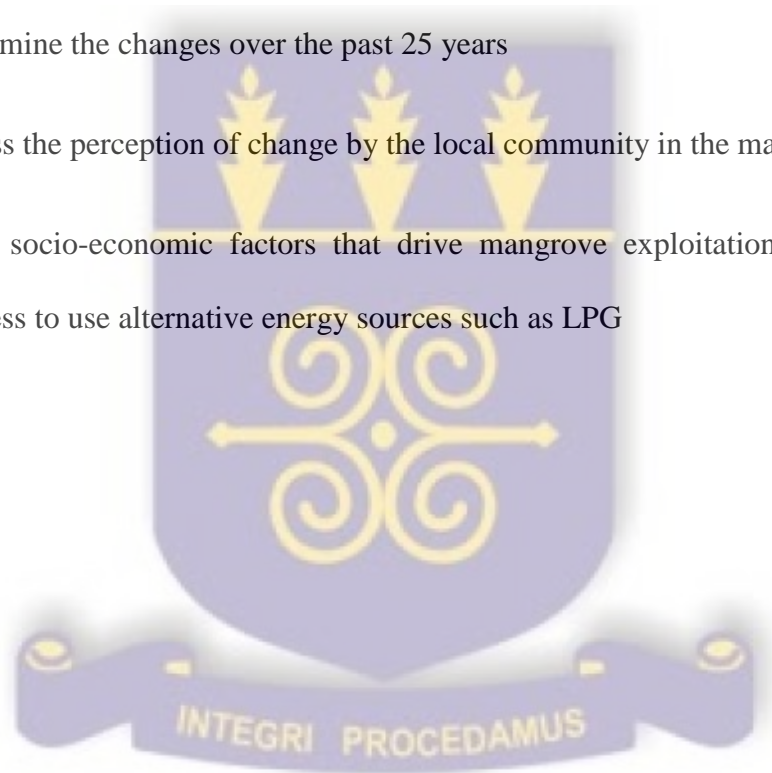 mine the changes over the past 25 years
ss the perception of change by the local community in the ma
socio-economic factors that drive mangrove exploitation
ess to use alternative energy sources such as LPG
INTEGRI PROCEDAMUS